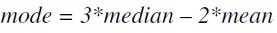 mode = 3*median – 2*mean